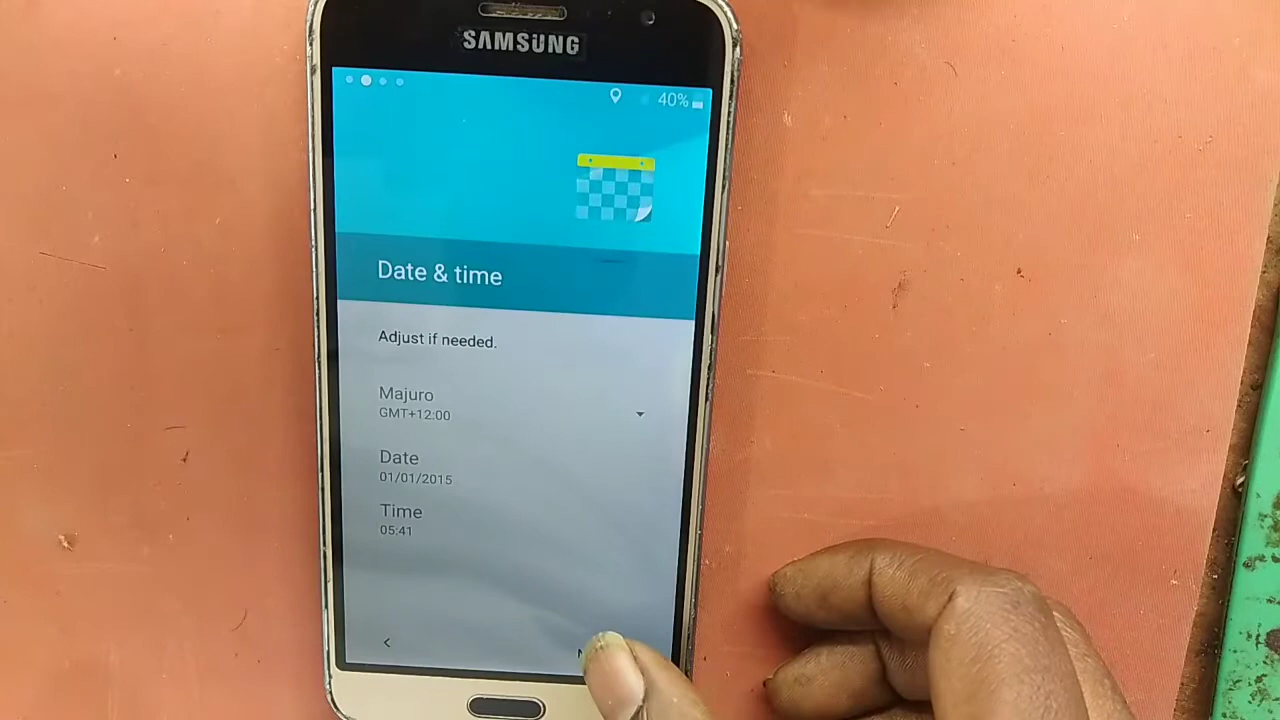 SAMSUNG
40%
Date & time
Adjust if needed.
Majuro
GMT+12:00
Date
01/01/2015
Time
05:41